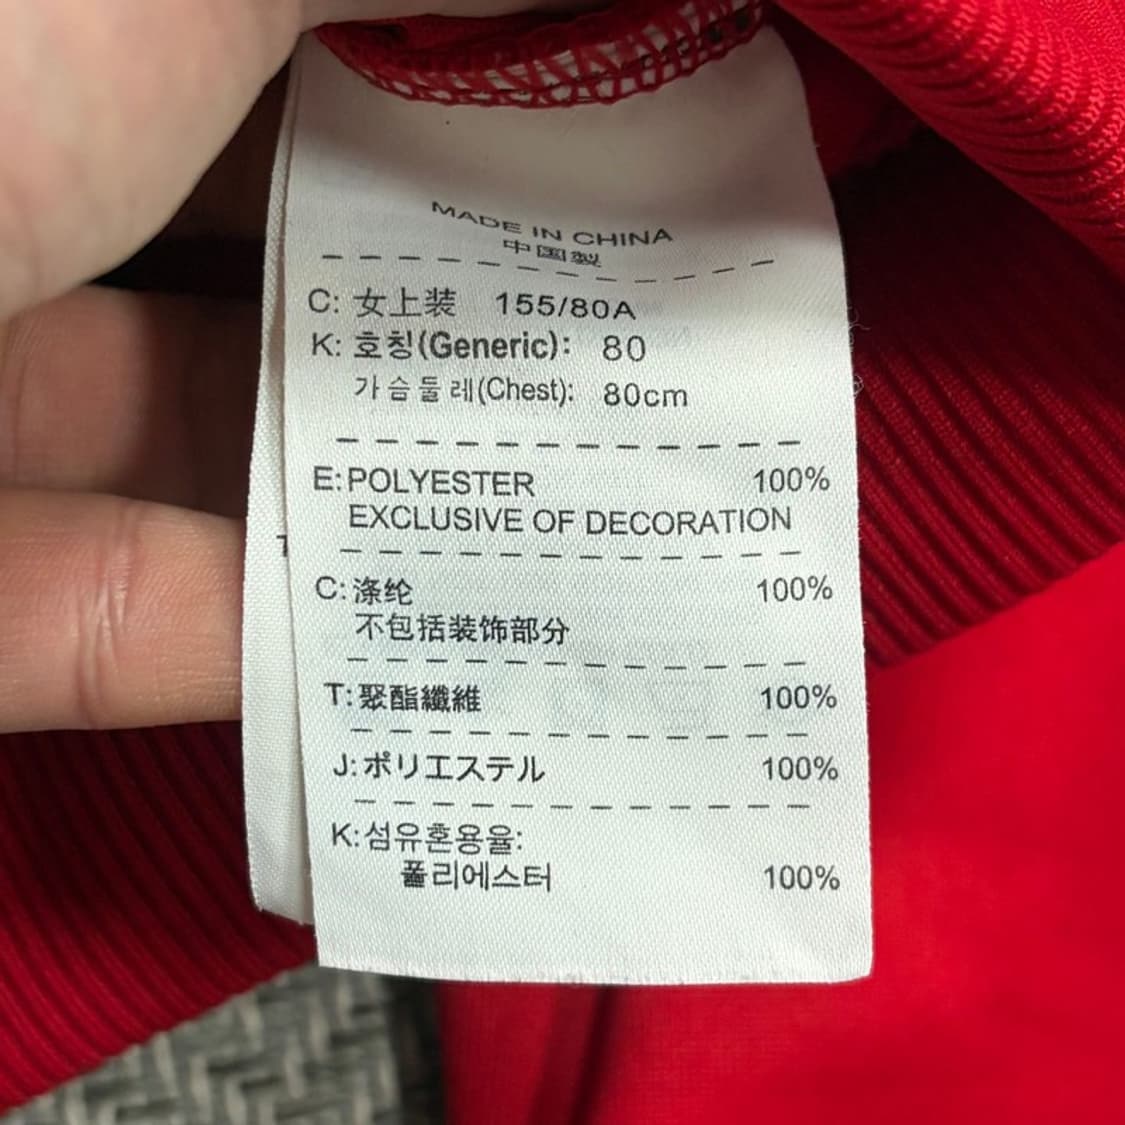 MADE IN CHINA
中国製
C: 女上装 155/80A
K: 호칭(Generic): 80
가슴둘레(Chest): 80cm
E:POLYESTER 100%
EXCLUSIVE OF DECORATION
C:涤纶 100%
不包括装饰部分
T:聚酯纖維 100%
J:ポリエステル 100%
K:섬유혼용율:
폴리에스터 100%